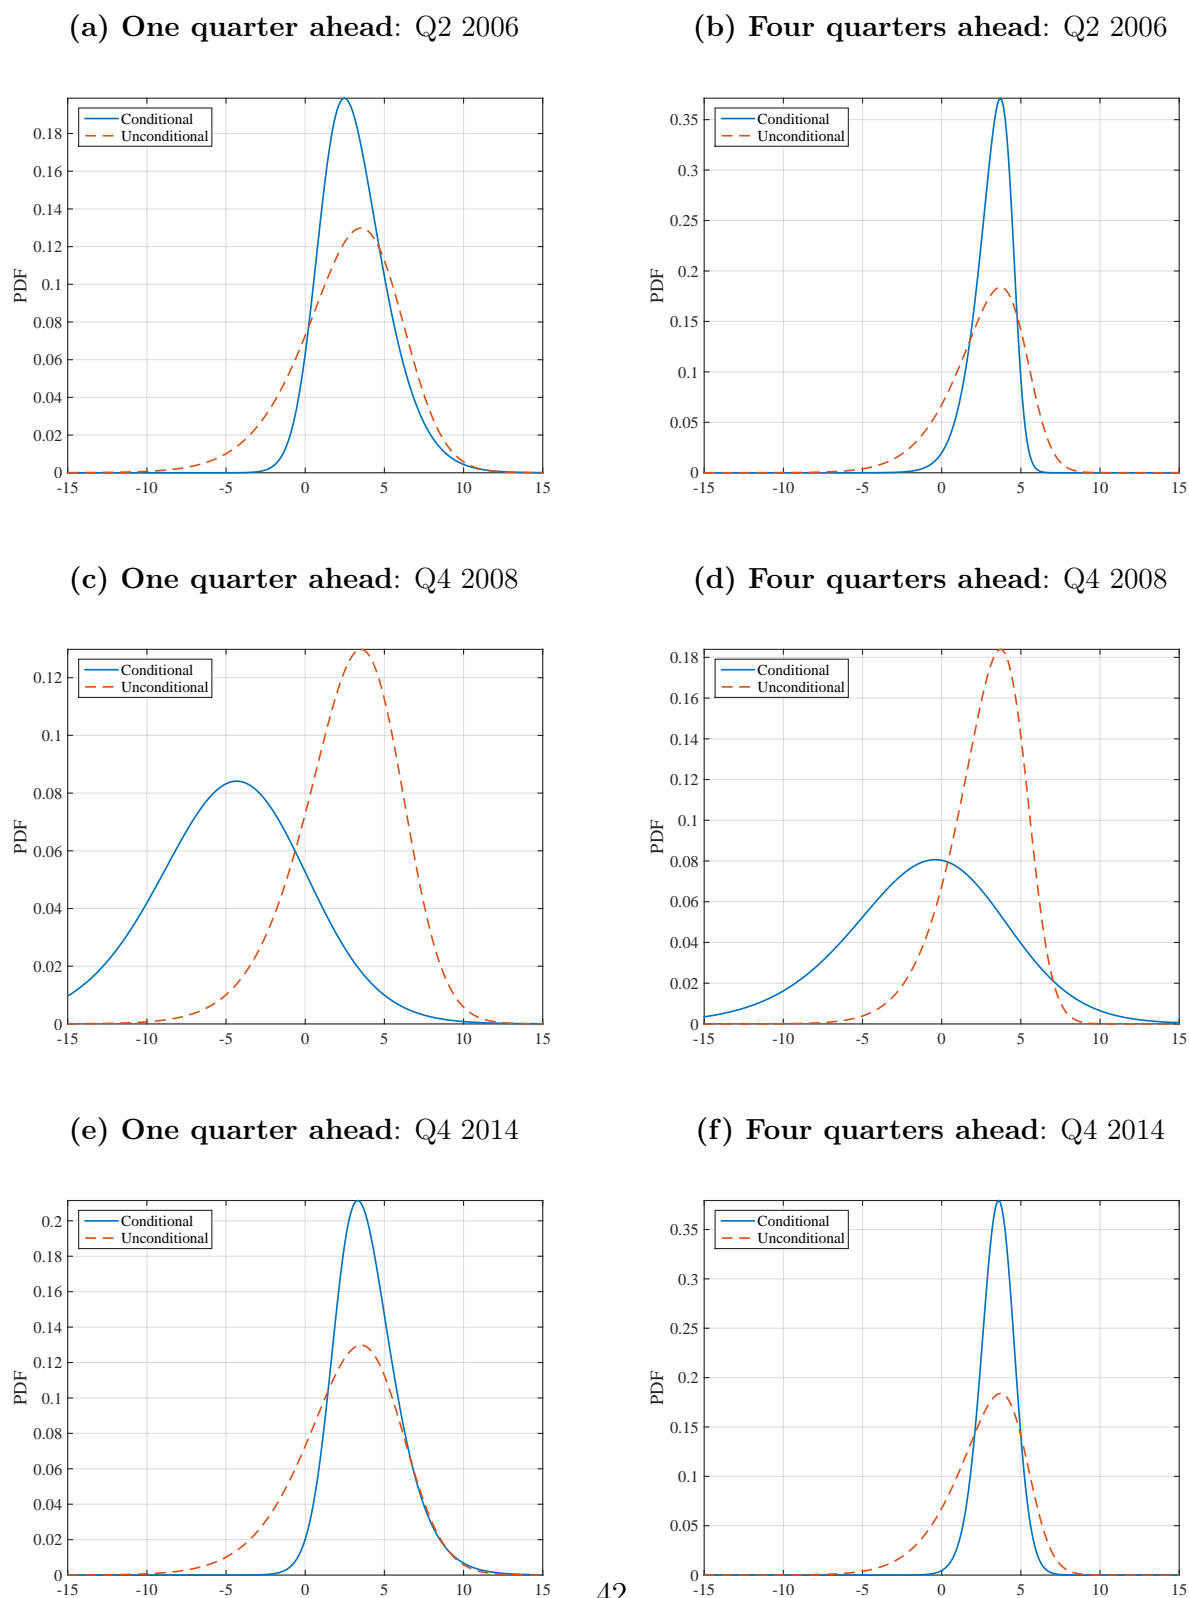 (a) One quarter ahead: Q2 2006
(b) Four quarters ahead: Q2 2006
Conditional
Unconditional
0.18
0.16
0.14
0.12
0.1
0.08
0.06
0.04
0.02
0
PDF
-15 -10 -5 0 5 10 15
Conditional
Unconditional
0.35
0.3
0.25
0.2
0.15
0.1
0.05
0
PDF
-15 -10 -5 0 5 10 15
(c) One quarter ahead: Q4 2008
(d) Four quarters ahead: Q4 2008
Conditional
Unconditional
0.12
0.1
0.08
0.06
0.04
0.02
0
PDF
-15 -10 -5 0 5 10 15
Conditional
Unconditional
0.18
0.16
0.14
0.12
0.1
0.08
0.06
0.04
0.02
0
PDF
-15 -10 -5 0 5 10 15
(e) One quarter ahead: Q4 2014
(f) Four quarters ahead: Q4 2014
Conditional
Unconditional
0.2
0.18
0.16
0.14
0.12
0.1
0.08
0.06
0.04
0.02
0
PDF
-15 -10 -5 0 5 10 15
Conditional
Unconditional
0.35
0.3
0.25
0.2
0.15
0.1
0.05
0
PDF
-15 -10 -5 0 5 10 15
42